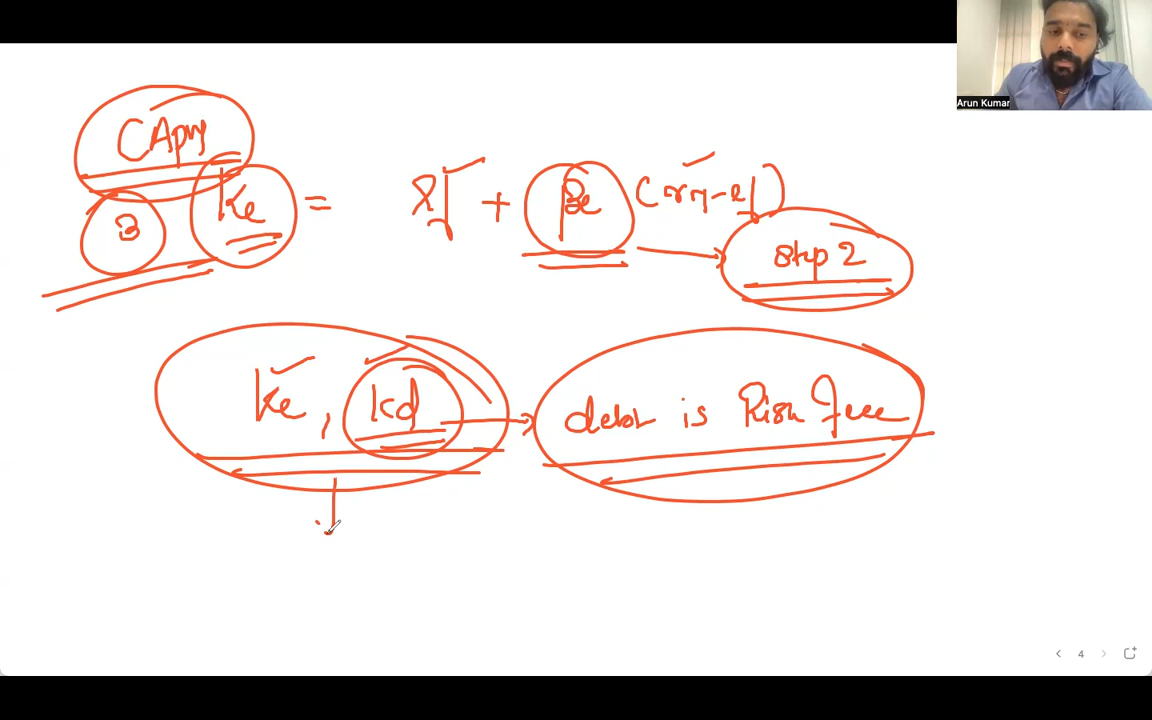 CAPM
Arun Kumar
3 Ke = rf + βe (rm-rf)
step 2
Ke, Kd → debt is Risk free
4